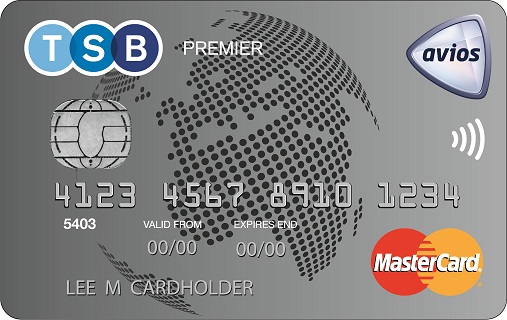 TSB PREMIER
avios
4123 4567 8910 1234
5403 VALID FROM EXPIRES END
00/00 00/00
MasterCard
LEE M CARDHOLDER